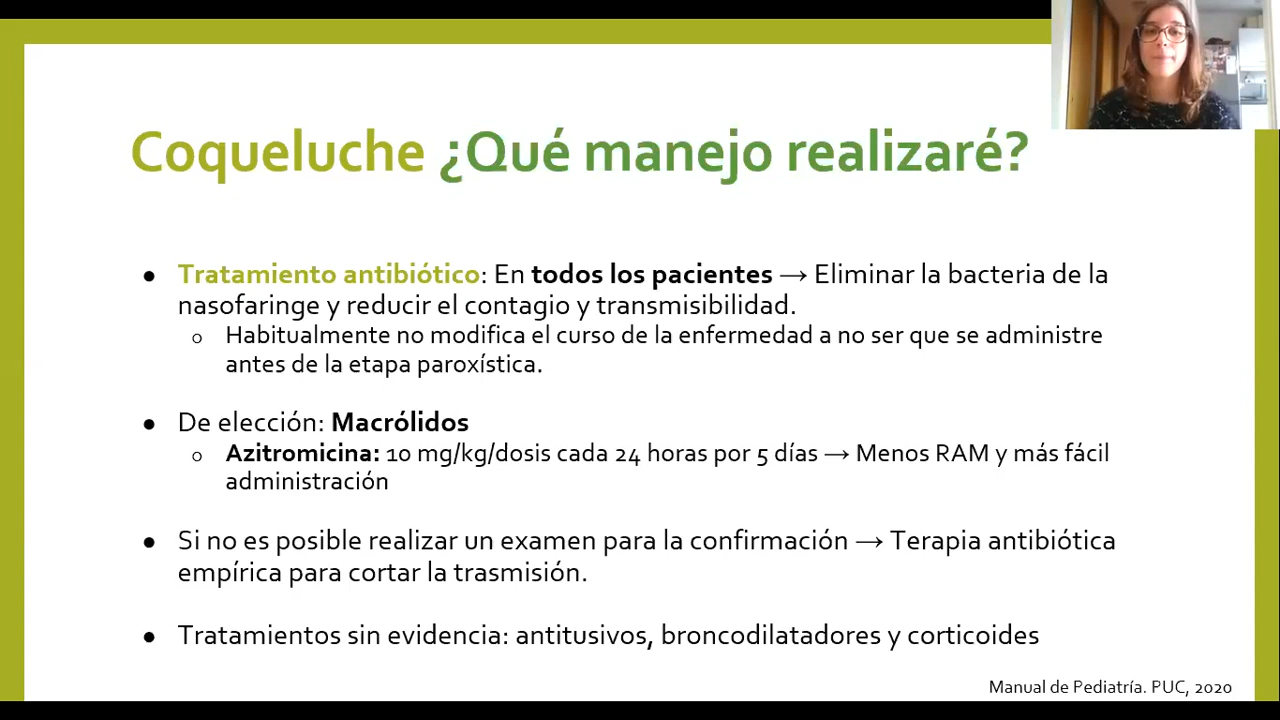 Coqueluche ¿Qué manejo realizaré?
● Tratamiento antibiótico: En todos los pacientes → Eliminar la bacteria de la
nasofaringe y reducir el contagio y transmisibilidad.
o Habitualmente no modifica el curso de la enfermedad a no ser que se administre
antes de la etapa paroxística.
● De elección: Macrólidos
o Azitromicina: 10 mg/kg/dosis cada 24 horas por 5 días → Menos RAM y más fácil
administración
● Si no es posible realizar un examen para la confirmación → Terapia antibiótica
empírica para cortar la trasmisión.
● Tratamientos sin evidencia: antitusivos, broncodilatadores y corticoides
Manual de Pediatría. PUC, 2020